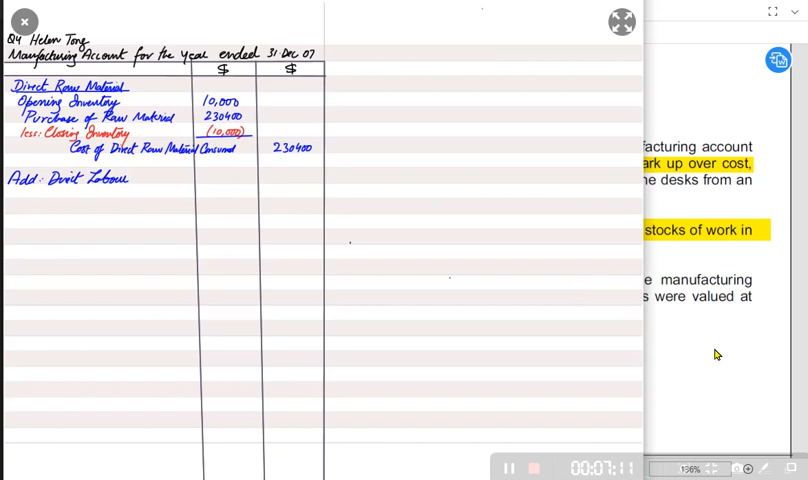 Q4 Helen Tong
Manufacturing Account for the year ended 31 Dec 07
$ $
Direct Raw Material
Opening Inventory 10,000
Purchase of Raw Material 230400
less: Closing Inventory (10,000)
Cost of Direct Raw Material Consumed 230400
Add: Direct Labour
facturing account
ark up over cost,
ne desks from an
stocks of work in
e manufacturing
s were valued at
00:07:11
136%